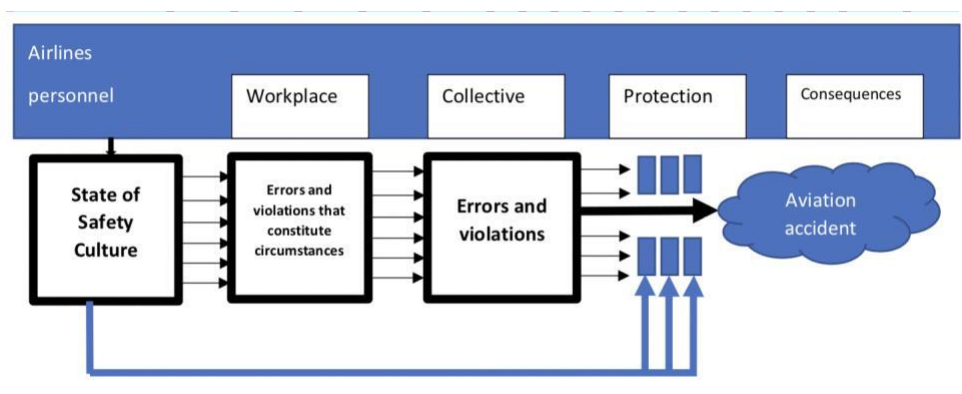 Airlines
personnel
Workplace
Collective
Protection
Consequences
State of
Safety
Culture
Errors and
violations that
constitute
circumstances
Errors and
violations
Aviation
accident